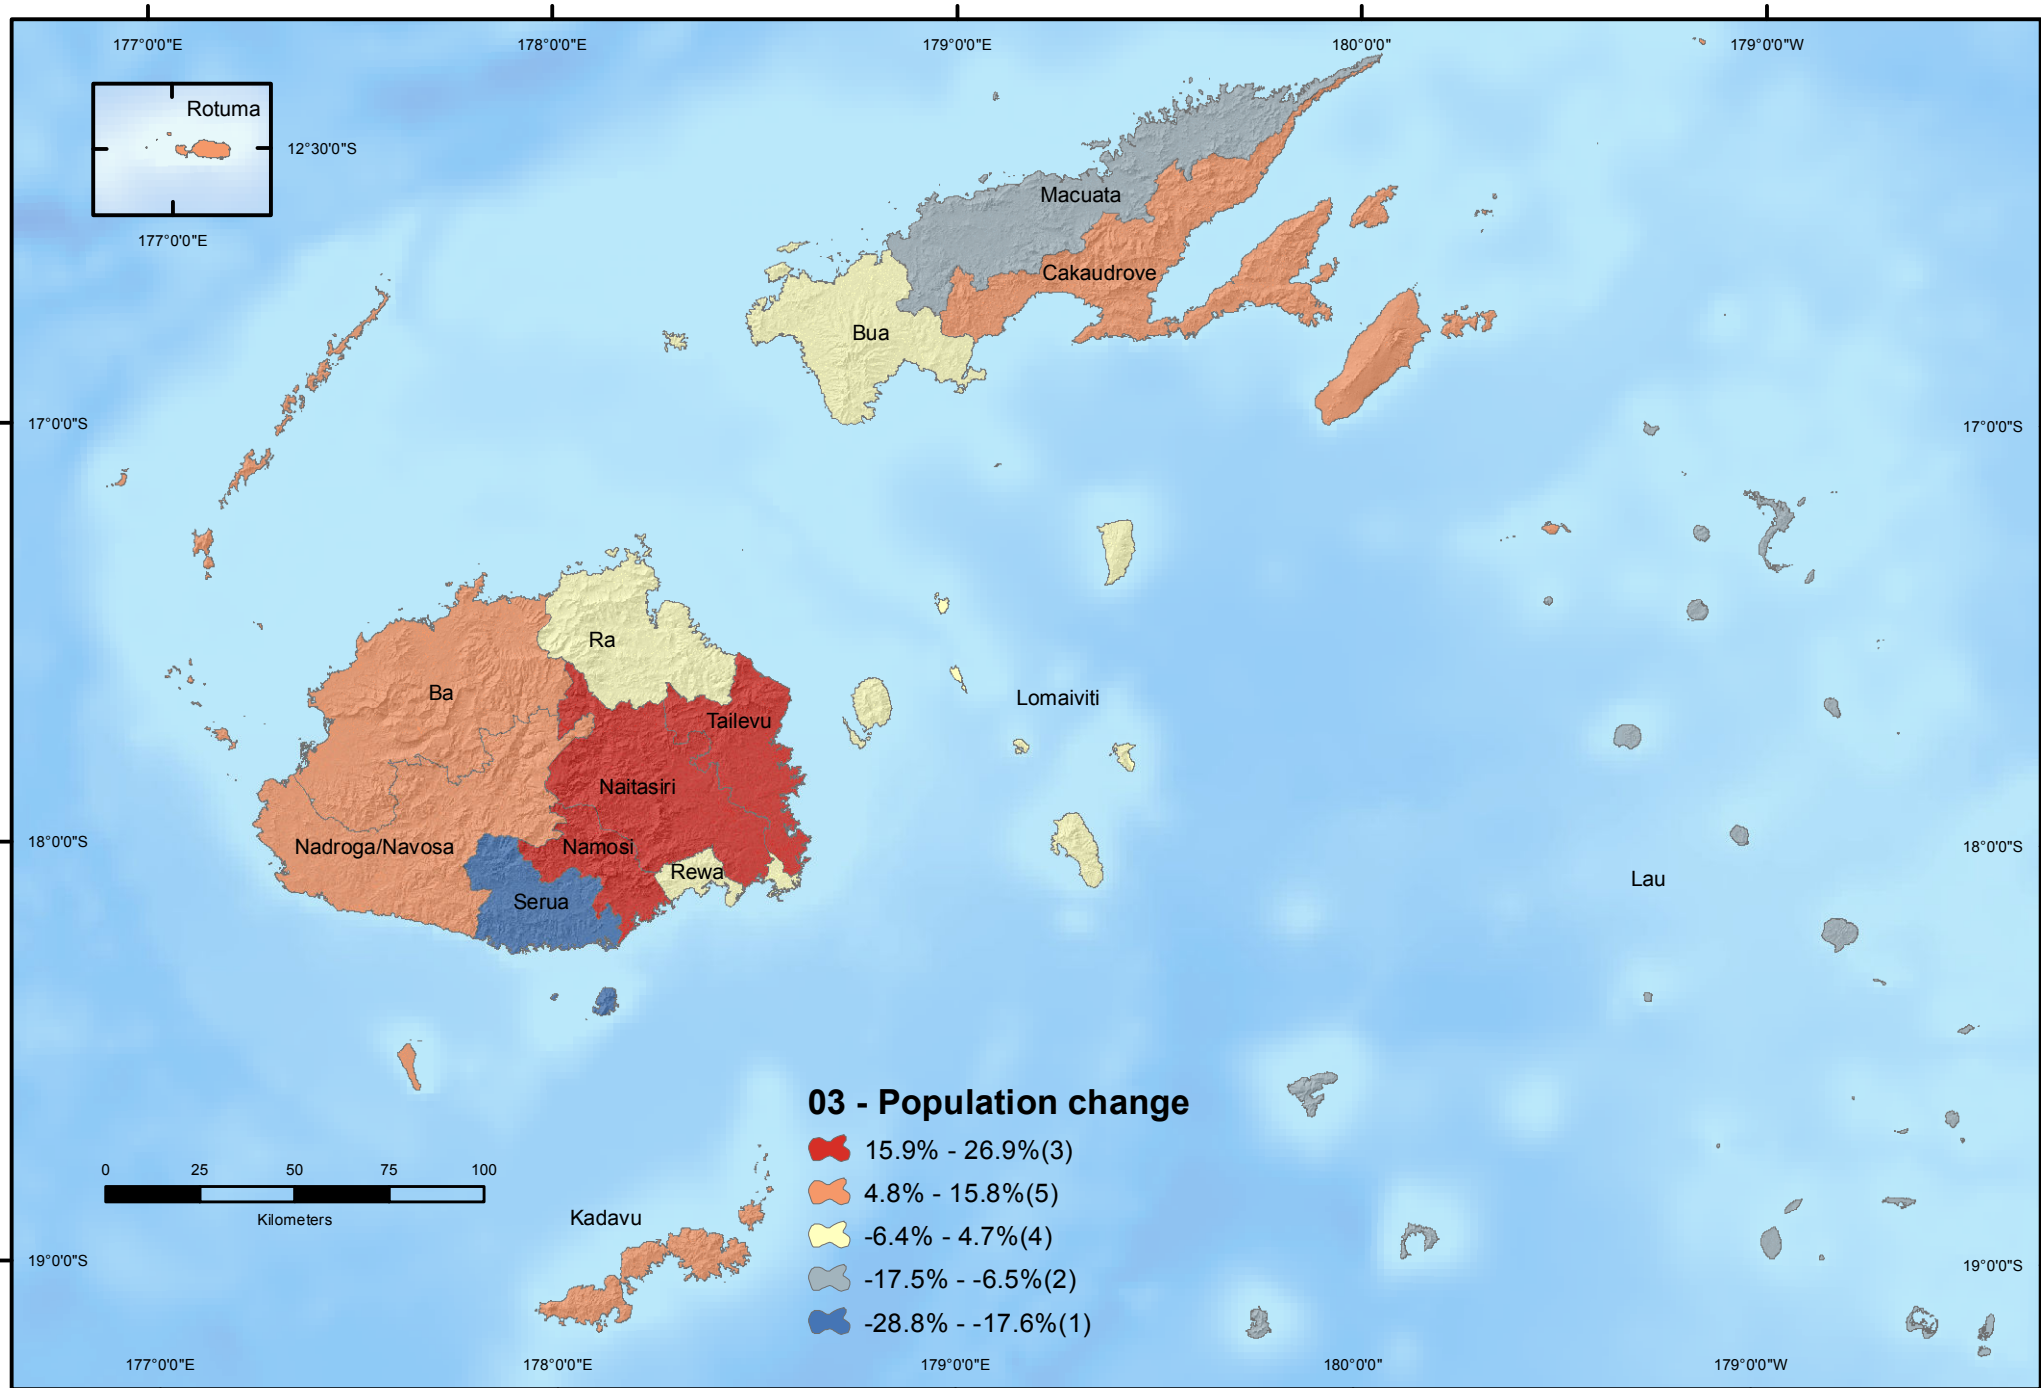 177°0'0"E
178°0'0"E
179°0'0"E
180°0'0"
179°0'0"W
Rotuma
12°30'0"S
177°0'0"E
Macuata
Cakaudrove
Bua
17°0'0"S
17°0'0"S
Ra
Ba
Lomaiviti
Tailevu
Naitasiri
18°0'0"S
Nadroga/Navosa
Namosi
18°0'0"S
Rewa
Lau
Serua
03 - Population change
15.9% - 26.9%(3)
4.8% - 15.8%(5)
-6.4% - 4.7%(4)
-17.5% - -6.5%(2)
-28.8% - -17.6%(1)
0 25 50 75 100
Kilometers
Kadavu
19°0'0"S
19°0'0"S
177°0'0"E
178°0'0"E
179°0'0"E
180°0'0"
179°0'0"W